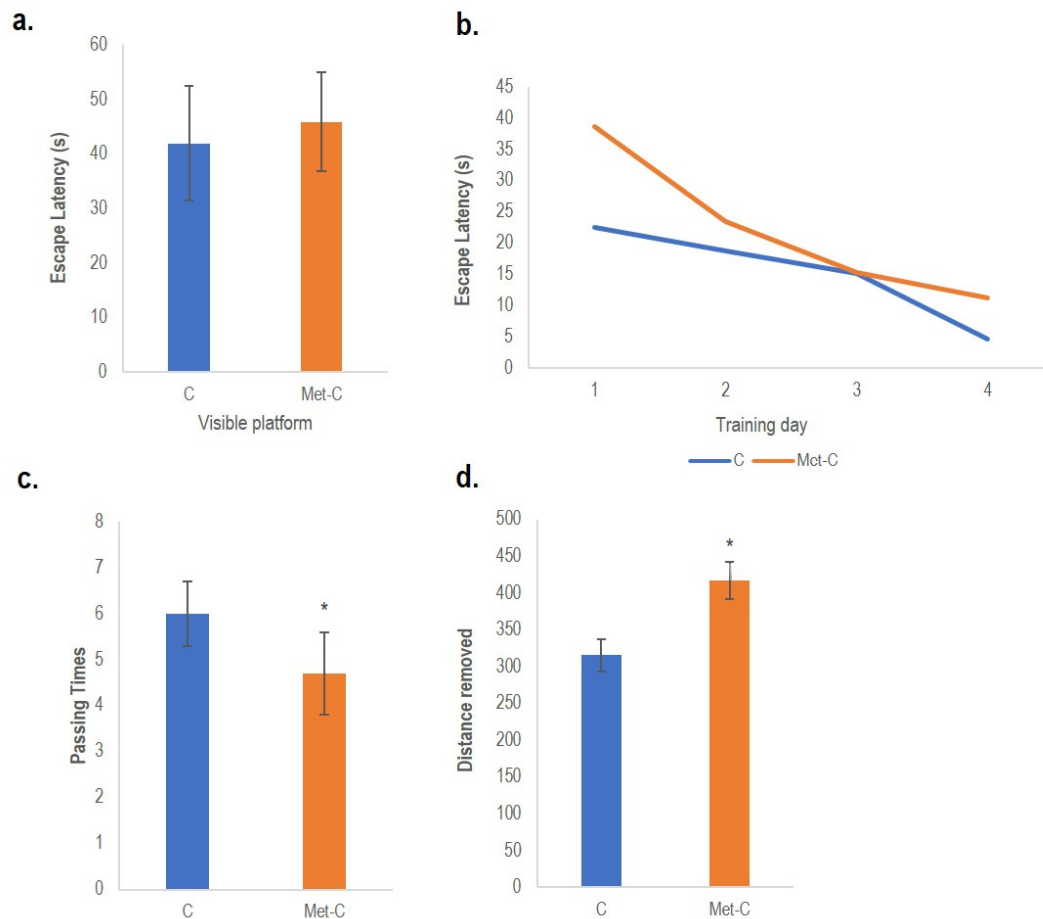 a.
60
50
40
30
20
10
0
Escape Latency (s)
C Met-C
Visible platform
b.
45
40
35
30
25
20
15
10
5
0
Escape Latency (s)
1 2 3 4
Training day
C Met-C
c.
8
7
6
5
4
3
2
1
0
Passing Times
*
C Met-C
d.
500
450
400
350
300
250
200
150
100
50
0
Distance removed
*
C Met-C